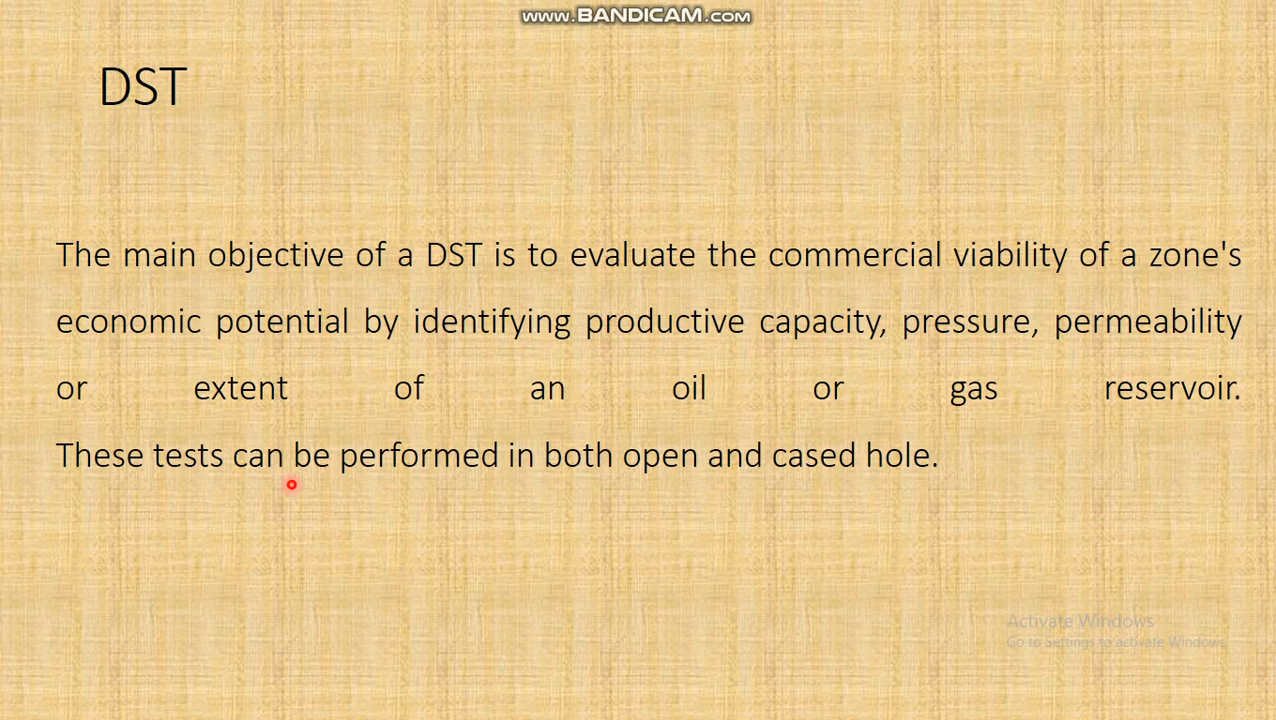 www.BANDICAM.com
DST
The main objective of a DST is to evaluate the commercial viability of a zone's
economic potential by identifying productive capacity, pressure, permeability
or extent of an oil or gas reservoir.
These tests can be performed in both open and cased hole.
Activate Windows
Go to Settings to activate Windows.